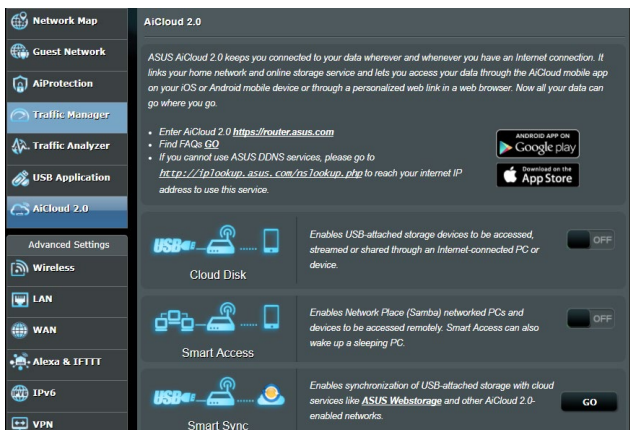 Network Map
Guest Network
AiProtection
Traffic Manager
Traffic Analyzer
USB Application
AiCloud 2.0
Advanced Settings
Wireless
LAN
WAN
Alexa & IFTTT
IPv6
VPN
AiCloud 2.0
ASUS AiCloud 2.0 keeps you connected to your data wherever and whenever you have an Internet connection. It
links your home network and online storage service and lets you access your data through the AiCloud mobile app
on your iOS or Android mobile device or through a personalized web link in a web browser. Now all your data can
go where you go.
• Enter AiCloud 2.0 https://router.asus.com
• Find FAQs GO
• If you cannot use ASUS DDNS services, please go to
http://iplookup.asus.com/nslookup.php to reach your internet IP
address to use this service.
ANDROID APP ON
Google play
Download on the
App Store
USB
Cloud Disk
Enables USB-attached storage devices to be accessed,
streamed or shared through an Internet-connected PC or
device.
OFF
Smart Access
Enables Network Place (Samba) networked PCs and
devices to be accessed remotely. Smart Access can also
wake up a sleeping PC.
OFF
USB
Smart Sync
Enables synchronization of USB-attached storage with cloud
services like ASUS Webstorage and other AiCloud 2.0-
enabled networks.
GO